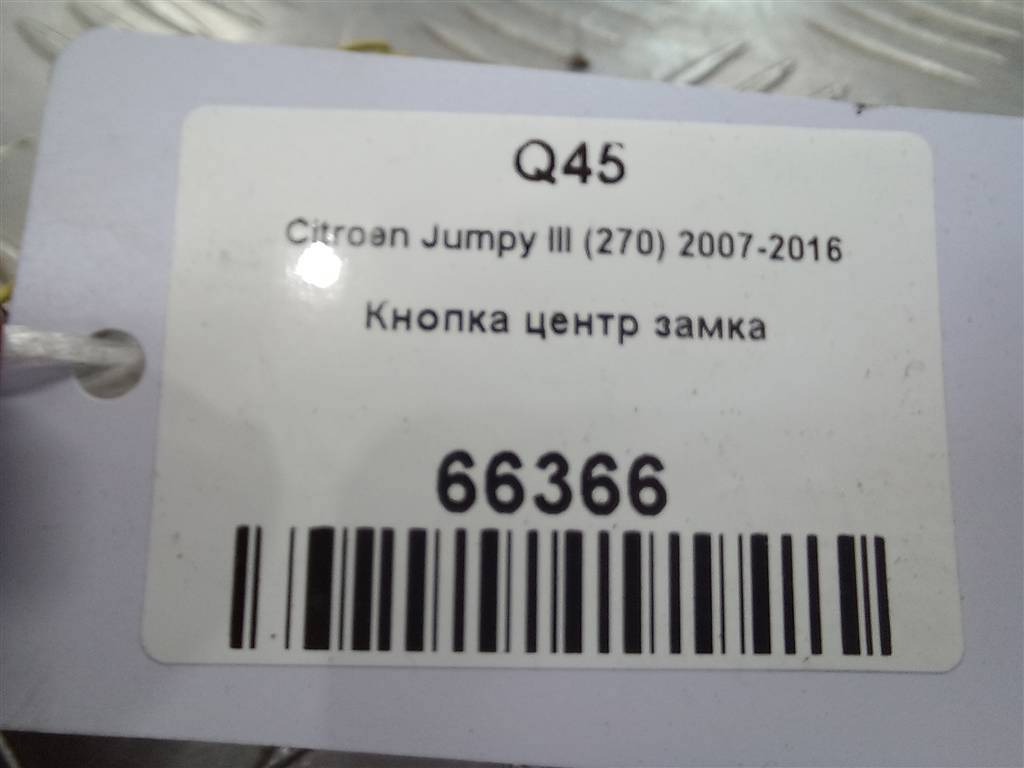 Q45
Citroen Jumpy III (270) 2007-2016
Кнопка центр замка
66366